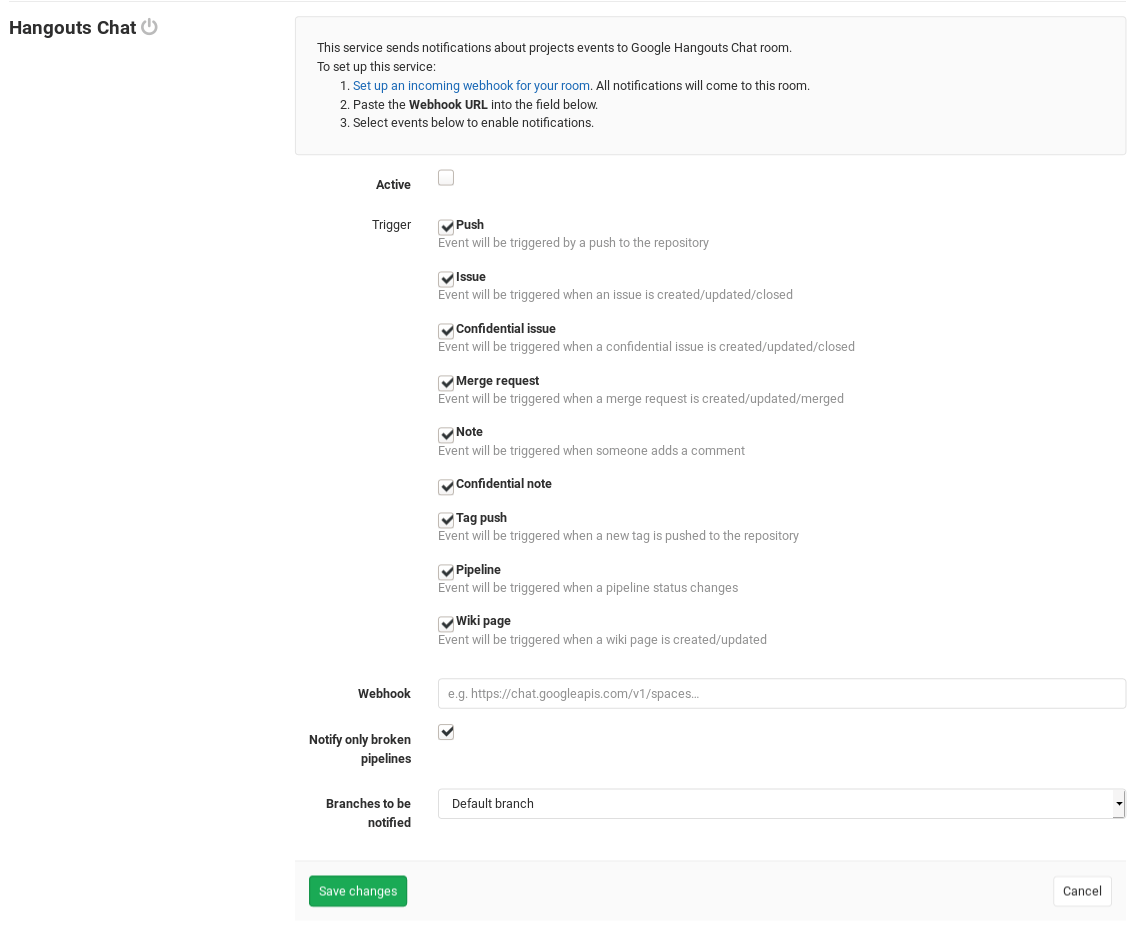 Hangouts Chat
This service sends notifications about projects events to Google Hangouts Chat room.
To set up this service:
1. Set up an incoming webhook for your room. All notifications will come to this room.
2. Paste the Webhook URL into the field below.
3. Select events below to enable notifications.
Active
Trigger
Push
Event will be triggered by a push to the repository
Issue
Event will be triggered when an issue is created/updated/closed
Confidential issue
Event will be triggered when a confidential issue is created/updated/closed
Merge request
Event will be triggered when a merge request is created/updated/merged
Note
Event will be triggered when someone adds a comment
Confidential note
Tag push
Event will be triggered when a new tag is pushed to the repository
Pipeline
Event will be triggered when a pipeline status changes
Wiki page
Event will be triggered when a wiki page is created/updated
Webhook
e.g. https://chat.googleapis.com/v1/spaces…
Notify only broken
pipelines
Branches to be
notified
Default branch
Save changes
Cancel